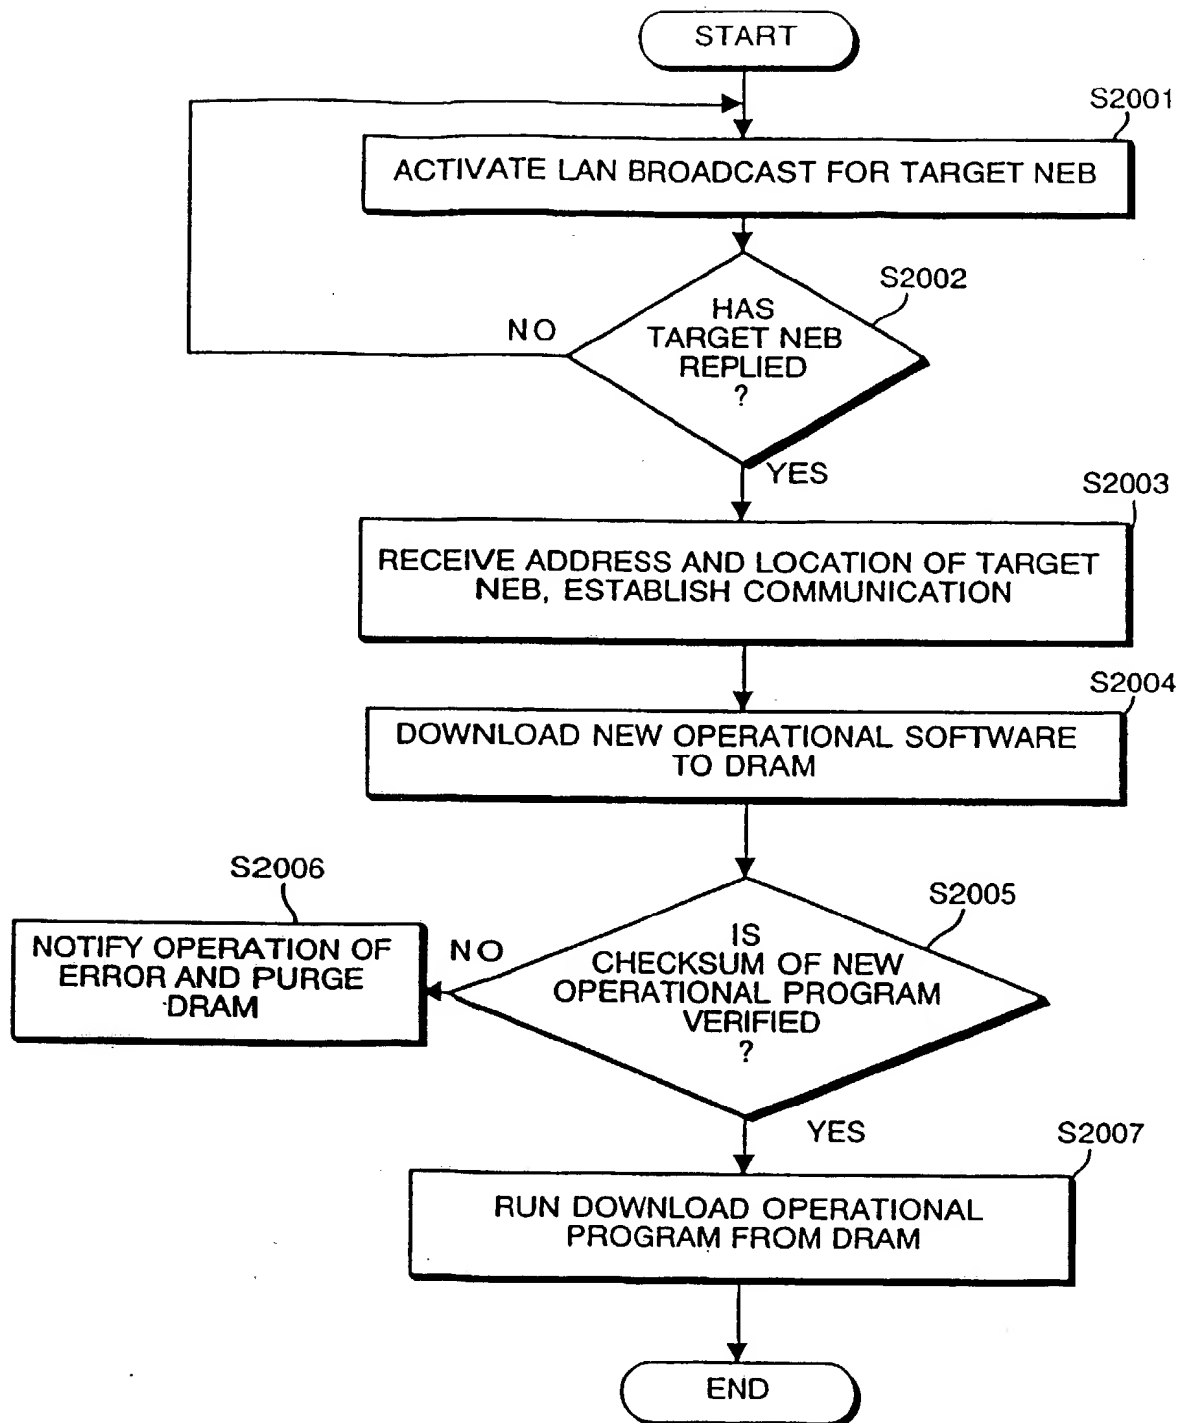 START
S2001
ACTIVATE LAN BROADCAST FOR TARGET NEB
S2002
HAS
TARGET NEB
REPLIED
?
NO
YES
S2003
RECEIVE ADDRESS AND LOCATION OF TARGET
NEB, ESTABLISH COMMUNICATION
S2004
DOWNLOAD NEW OPERATIONAL SOFTWARE
TO DRAM
S2005
IS
CHECKSUM OF NEW
OPERATIONAL PROGRAM
VERIFIED
?
NO
S2006
NOTIFY OPERATION OF
ERROR AND PURGE
DRAM
YES
S2007
RUN DOWNLOAD OPERATIONAL
PROGRAM FROM DRAM
END